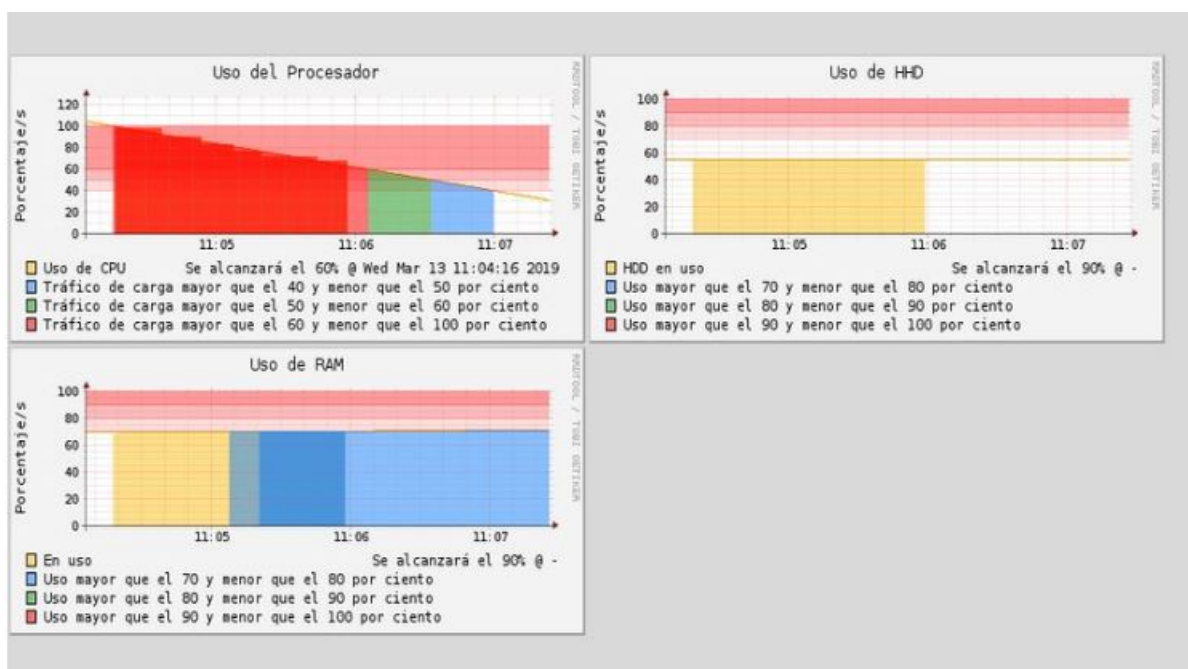 Uso del Procesador
RRDTOOL / TOBI OETIKER
Porcentaje/s
120
100
80
60
40
20
0
11:05 11:06 11:07
Uso de CPU Se alcanzará el 60% @ Wed Mar 13 11:04:16 2019
Tráfico de carga mayor que el 40 y menor que el 50 por ciento
Tráfico de carga mayor que el 50 y menor que el 60 por ciento
Tráfico de carga mayor que el 60 y menor que el 100 por ciento
Uso de HHD
RRDTOOL / TOBI OETIKER
Porcentaje/s
100
80
60
40
20
0
11:05 11:06 11:07
HDD en uso Se alcanzará el 90% @ -
Uso mayor que el 70 y menor que el 80 por ciento
Uso mayor que el 80 y menor que el 90 por ciento
Uso mayor que el 90 y menor que el 100 por ciento
Uso de RAM
RRDTOOL / TOBI OETIKER
Porcentaje/s
100
80
60
40
20
0
11:05 11:06 11:07
En uso Se alcanzará el 90% @ -
Uso mayor que el 70 y menor que el 80 por ciento
Uso mayor que el 80 y menor que el 90 por ciento
Uso mayor que el 90 y menor que el 100 por ciento